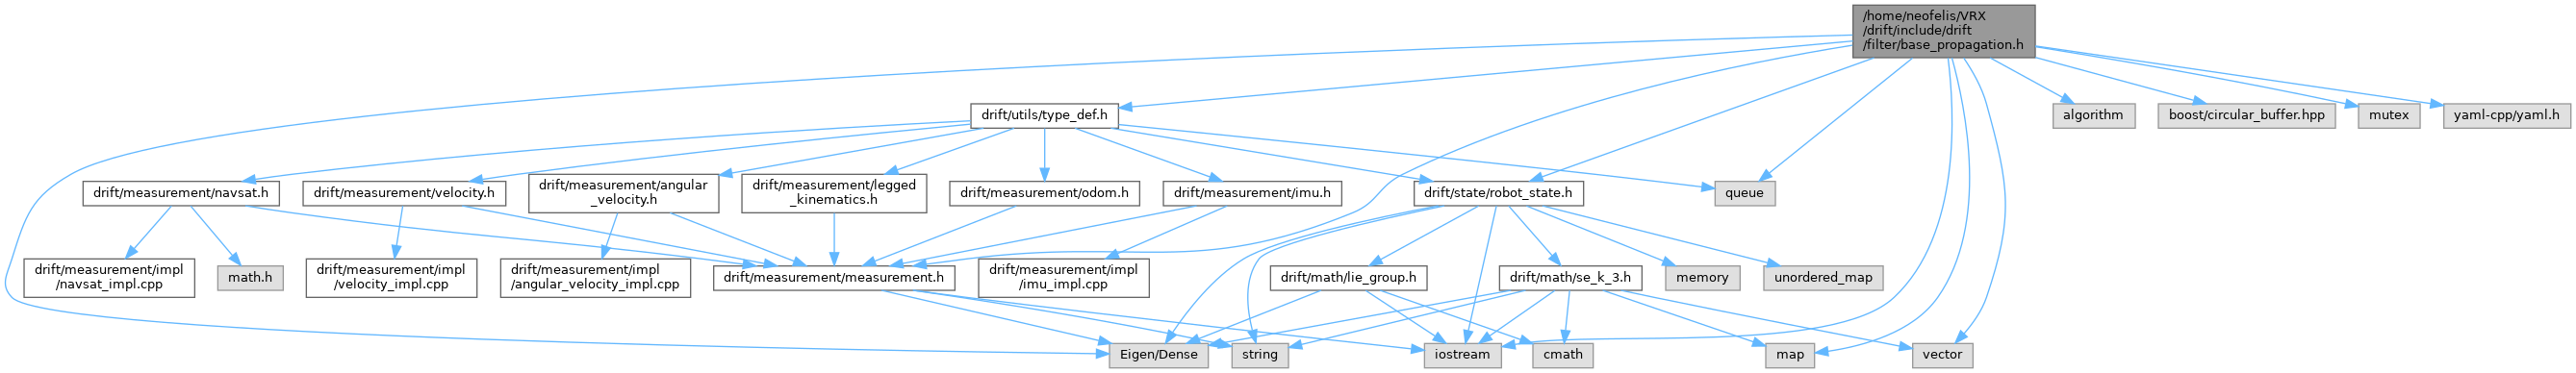 /home/neofelis/VRX
/drift/include/drift
/filter/base_propagation.h
drift/utils/type_def.h
algorithm
boost/circular_buffer.hpp
mutex
yaml-cpp/yaml.h
drift/measurement/navsat.h
drift/measurement/velocity.h
drift/measurement/angular
_velocity.h
drift/measurement/legged
_kinematics.h
drift/measurement/odom.h
drift/measurement/imu.h
drift/state/robot_state.h
queue
drift/measurement/impl
/navsat_impl.cpp
math.h
drift/measurement/impl
/velocity_impl.cpp
drift/measurement/impl
/angular_velocity_impl.cpp
drift/measurement/measurement.h
drift/measurement/impl
/imu_impl.cpp
drift/math/lie_group.h
drift/math/se_k_3.h
memory
unordered_map
Eigen/Dense
string
iostream
cmath
map
vector